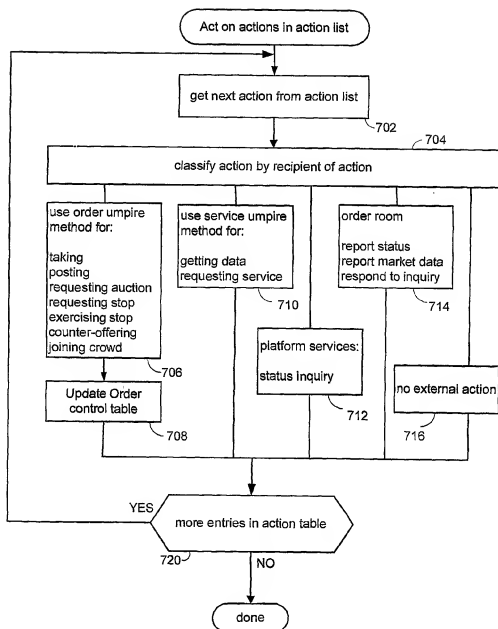 Act on actions in action list
get next action from action list
702
704
classify action by recipient of action
use order umpire
method for:
taking
posting
requesting auction
requesting stop
exercising stop
counter-offering
joining crowd
706
Update Order
control table
708
use service umpire
method for:
getting data
requesting service
710
platform services:
status inquiry
712
order room
report status
report market data
respond to inquiry
714
no external action
716
YES
more entries in action table
720
NO
done